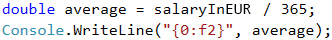 double average = salaryInEUR / 365;
Console.WriteLine("{0:f2}", average);